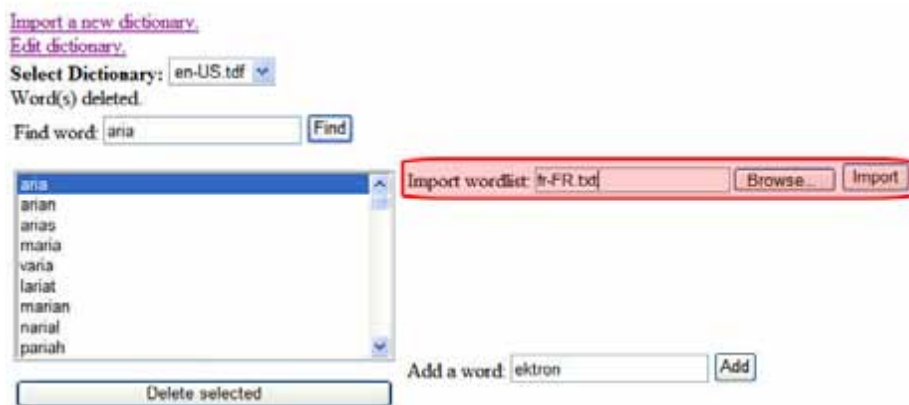 Import a new dictionary.
Edit dictionary.
Select Dictionary: en-US.tdf
Word(s) deleted.
Find word: aria Find
Import wordlist: fr-FR.txt Browse... Import
aria
arian
arias
maria
varia
lariat
marian
narial
pariah
Add a word: ektron Add
Delete selected